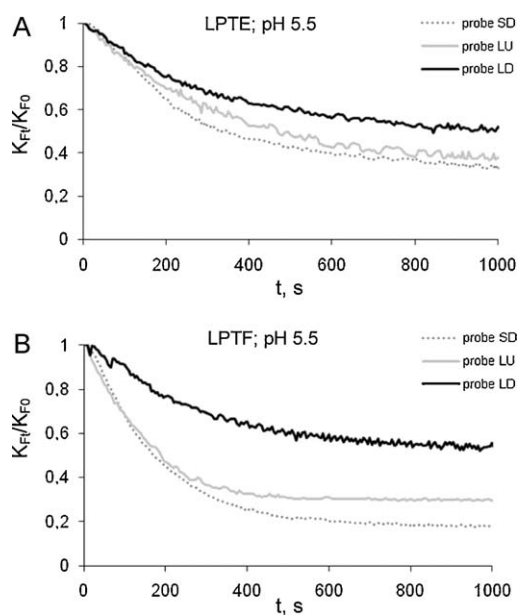 A
LPTE; pH 5.5
probe SD
probe LU
probe LD
K_Ft/K_F0
1
0,8
0,6
0,4
0,2
0
0 200 400 600 800 1000
t, s
B
LPTF; pH 5.5
probe SD
probe LU
probe LD
K_Ft/K_F0
1
0,8
0,6
0,4
0,2
0
0 200 400 600 800 1000
t, s